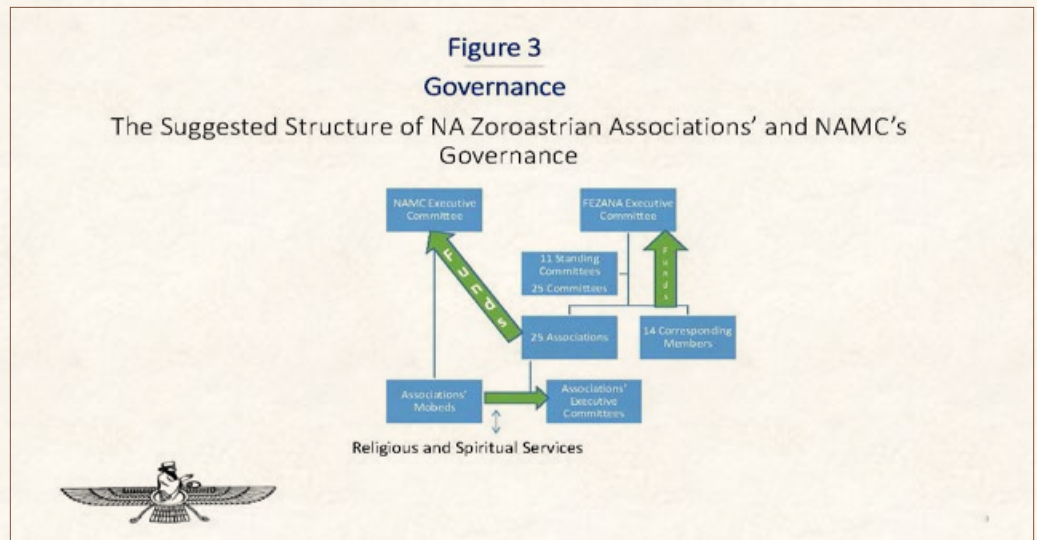 Figure 3
Governance
The Suggested Structure of NA Zoroastrian Associations’ and NAMC’s
Governance
NAMC Executive
Committee
FEZANA Executive
Committee
Funds
Funds
11 Standing
Committees
25 Committees
25 Associations
14 Corresponding
Members
Associations’
Mobeds
Associations’
Executive
Committees
Religious and Spiritual Services